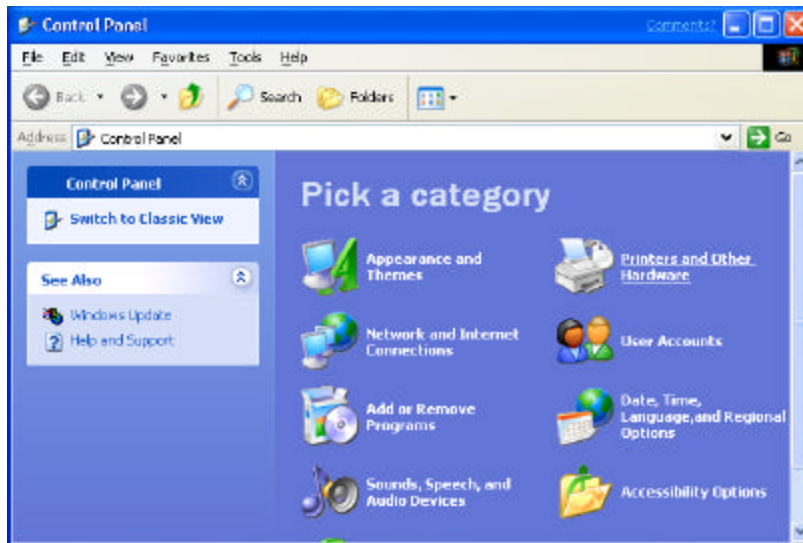 Control Panel
Comments?
File Edit View Favorites Tools Help
Back Search Folders
Address Control Panel Go
Control Panel
Switch to Classic View
See Also
Windows Update
Help and Support
Pick a category
Appearance and
Themes
Printers and Other
Hardware
Network and Internet
Connections
User Accounts
Add or Remove
Programs
Date, Time,
Language,and Regional
Options
Sounds, Speech, and
Audio Devices
Accessibility Options